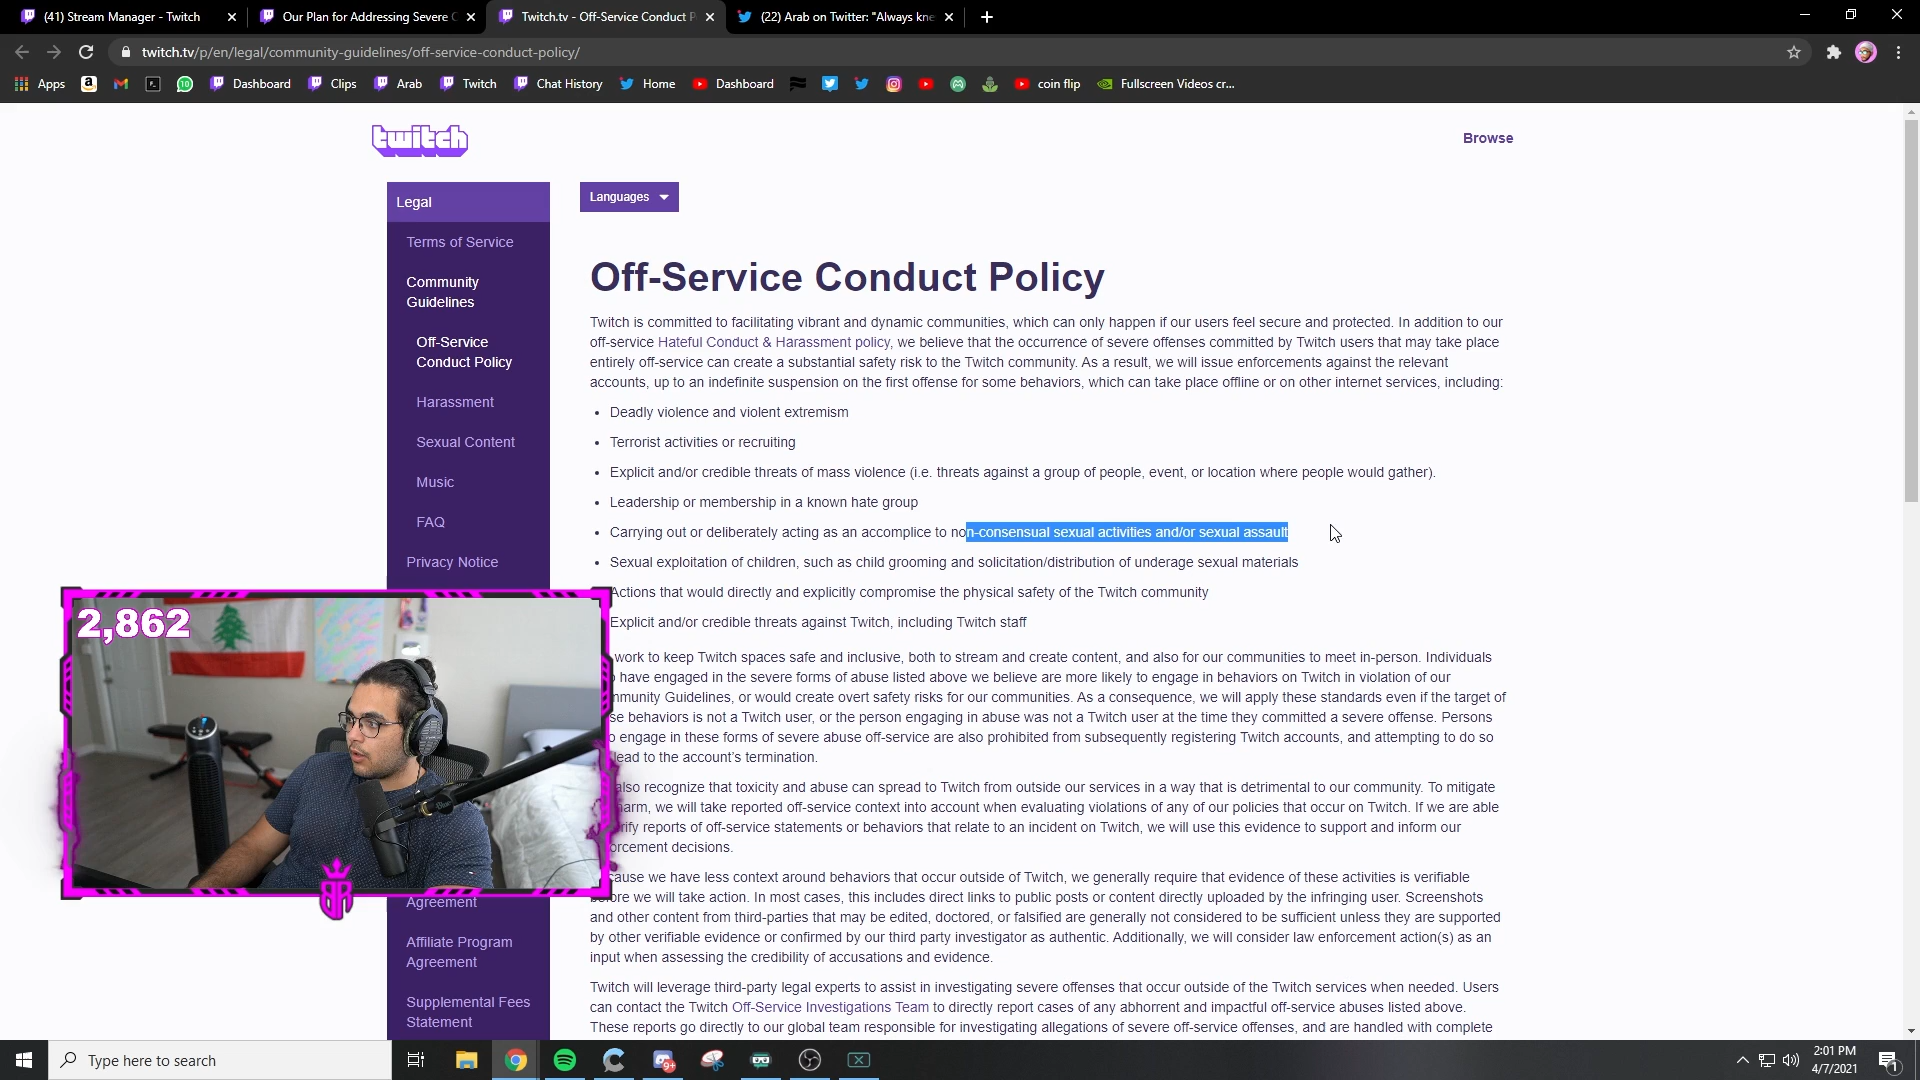 (41) Stream Manager - Twitch
Our Plan for Addressing Severe
Twitch.tv - Off-Service Conduct P
(22) Arab on Twitter: "Always kne
twitch.tv/p/en/legal/community-guidelines/off-service-conduct-policy/
Apps
Dashboard
Clips
Arab
Twitch
Chat History
Home
Dashboard
coin flip
Fullscreen Videos cr...
twitch
Browse
Legal
Terms of Service
Community
Guidelines
Off-Service
Conduct Policy
Harassment
Sexual Content
Music
FAQ
Privacy Notice
Agreement
Affiliate Program
Agreement
Supplemental Fees
Statement
Languages
Off-Service Conduct Policy
Twitch is committed to facilitating vibrant and dynamic communities, which can only happen if our users feel secure and protected. In addition to our
off-service Hateful Conduct & Harassment policy, we believe that the occurrence of severe offenses committed by Twitch users that may take place
entirely off-service can create a substantial safety risk to the Twitch community. As a result, we will issue enforcements against the relevant
accounts, up to an indefinite suspension on the first offense for some behaviors, which can take place offline or on other internet services, including:
• Deadly violence and violent extremism
• Terrorist activities or recruiting
• Explicit and/or credible threats of mass violence (i.e. threats against a group of people, event, or location where people would gather).
• Leadership or membership in a known hate group
• Carrying out or deliberately acting as an accomplice to non-consensual sexual activities and/or sexual assault
• Sexual exploitation of children, such as child grooming and solicitation/distribution of underage sexual materials
Actions that would directly and explicitly compromise the physical safety of the Twitch community
Explicit and/or credible threats against Twitch, including Twitch staff
work to keep Twitch spaces safe and inclusive, both to stream and create content, and also for our communities to meet in-person. Individuals
have engaged in the severe forms of abuse listed above we believe are more likely to engage in behaviors on Twitch in violation of our
mmunity Guidelines, or would create overt safety risks for our communities. As a consequence, we will apply these standards even if the target of
se behaviors is not a Twitch user, or the person engaging in abuse was not a Twitch user at the time they committed a severe offense. Persons
o engage in these forms of severe abuse off-service are also prohibited from subsequently registering Twitch accounts, and attempting to do so
lead to the account's termination.
also recognize that toxicity and abuse can spread to Twitch from outside our services in a way that is detrimental to our community. To mitigate
harm, we will take reported off-service context into account when evaluating violations of any of our policies that occur on Twitch. If we are able
rify reports of off-service statements or behaviors that relate to an incident on Twitch, we will use this evidence to support and inform our
orcement decisions.
cause we have less context around behaviors that occur outside of Twitch, we generally require that evidence of these activities is verifiable
before we will take action. In most cases, this includes direct links to public posts or content directly uploaded by the infringing user. Screenshots
and other content from third-parties that may be edited, doctored, or falsified are generally not considered to be sufficient unless they are supported
by other verifiable evidence or confirmed by our third party investigator as authentic. Additionally, we will consider law enforcement action(s) as an
input when assessing the credibility of accusations and evidence.
Twitch will leverage third-party legal experts to assist in investigating severe offenses that occur outside of the Twitch services when needed. Users
can contact the Twitch Off-Service Investigations Team to directly report cases of any abhorrent and impactful off-service abuses listed above.
These reports go directly to our global team responsible for investigating allegations of severe off-service offenses, and are handled with complete
2,862
Type here to search
9+
2:01 PM
4/7/2021
1